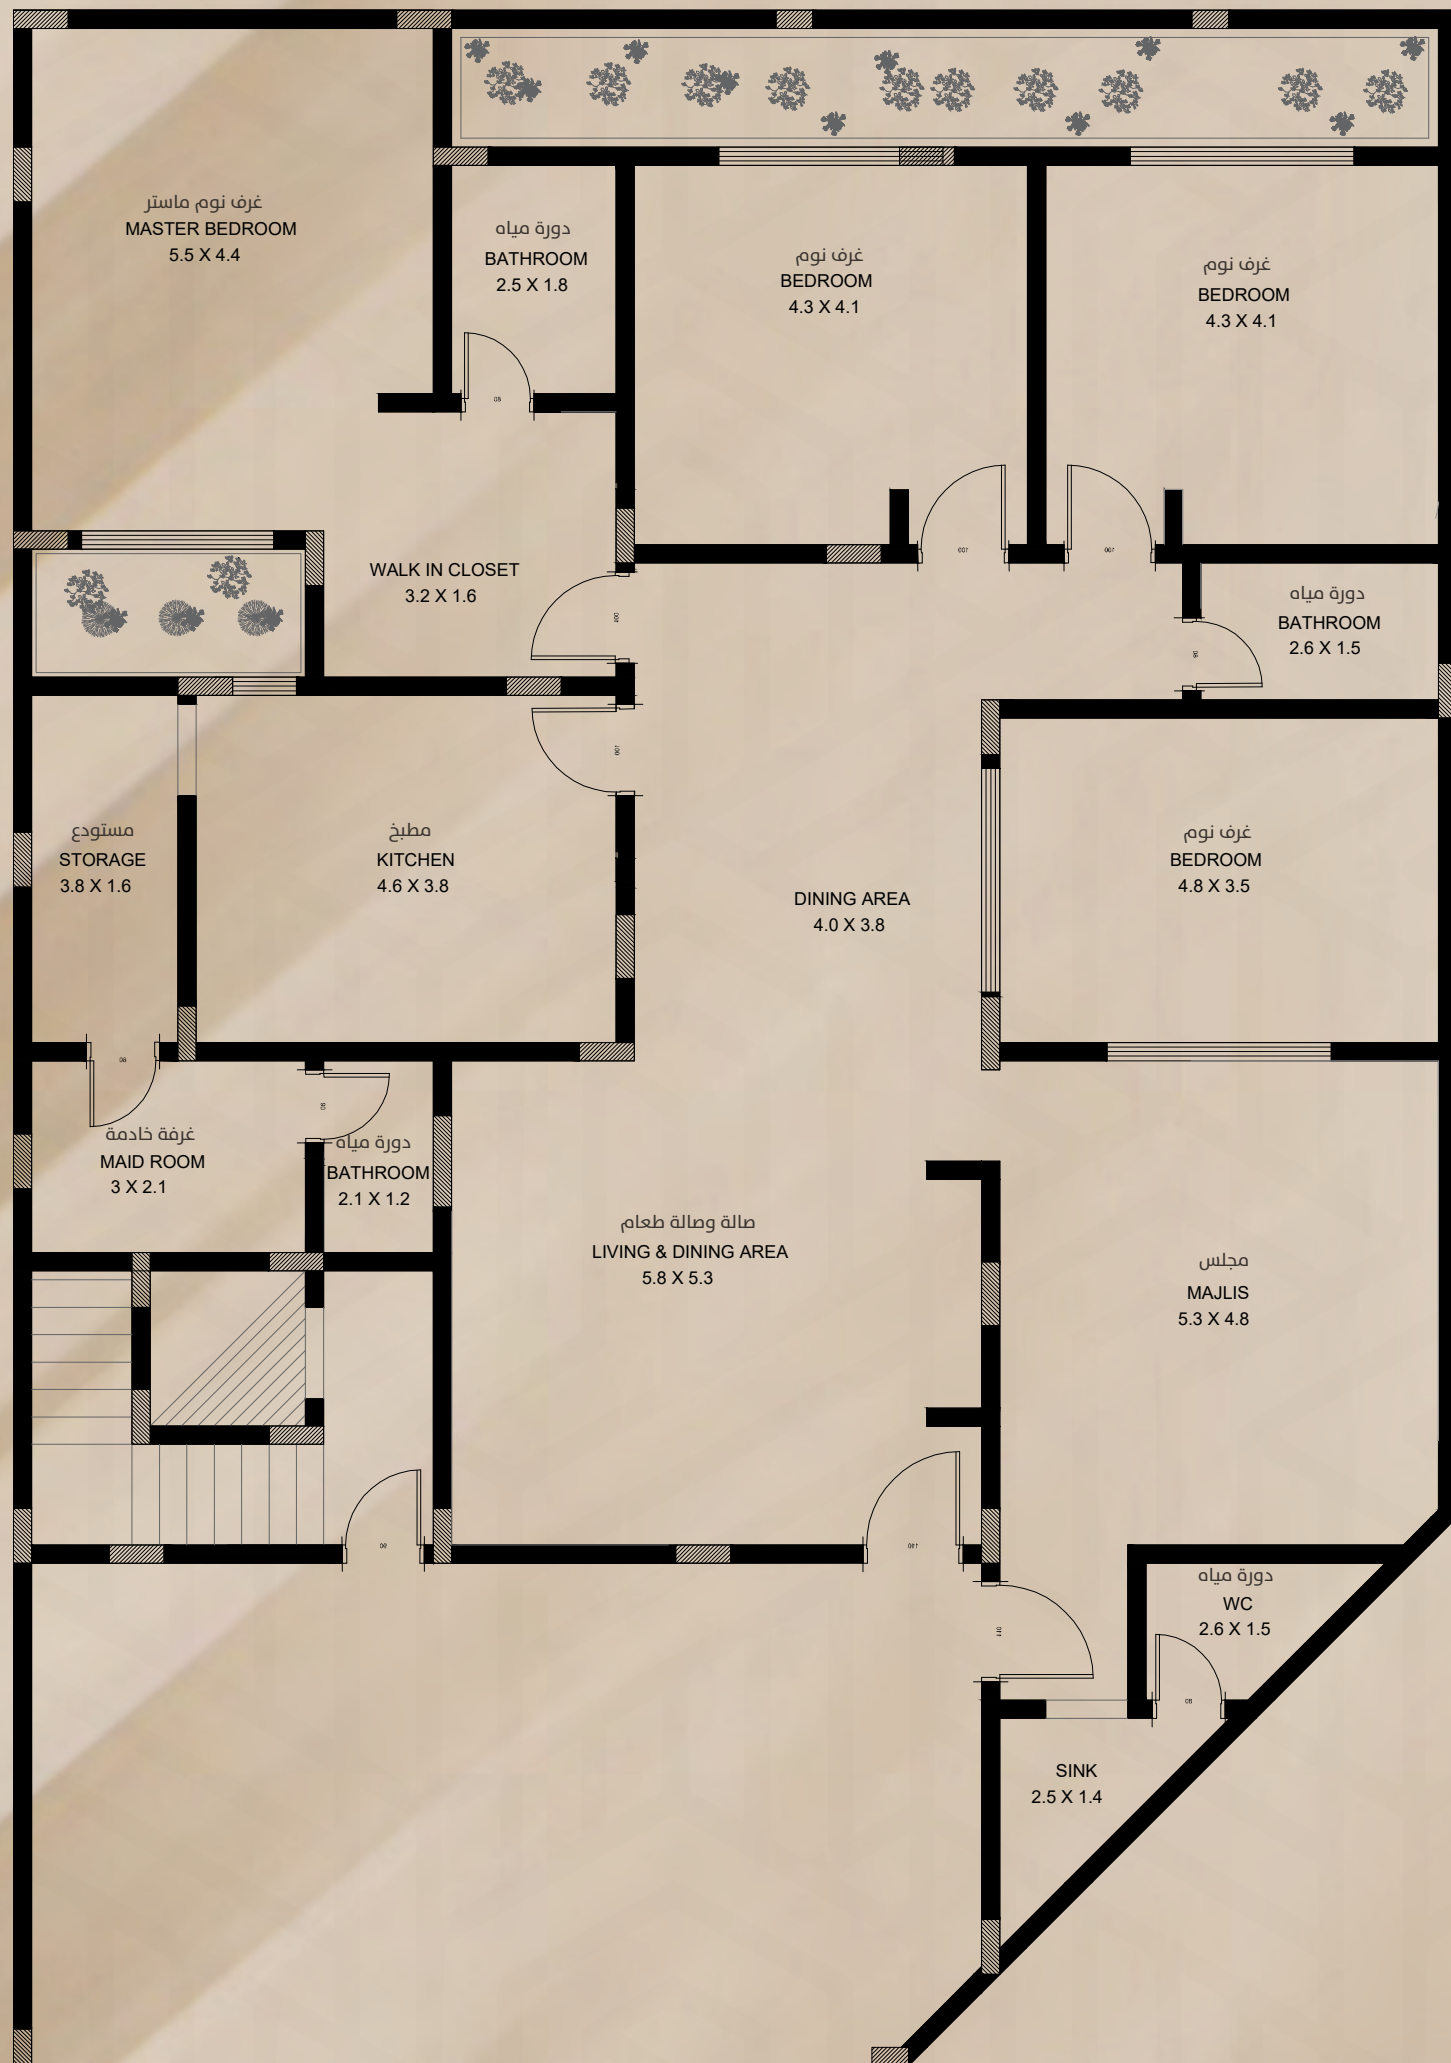 غرف نوم ماستر
MASTER BEDROOM
5.5 X 4.4
دورة مياه
BATHROOM
2.5 X 1.8
غرف نوم
BEDROOM
4.3 X 4.1
غرف نوم
BEDROOM
4.3 X 4.1
80
100
100
WALK IN CLOSET
3.2 X 1.6
دورة مياه
BATHROOM
2.6 X 1.5
100
مستودع
STORAGE
3.8 X 1.6
مطبخ
KITCHEN
4.6 X 3.8
DINING AREA
4.0 X 3.8
غرف نوم
BEDROOM
4.8 X 3.5
غرفة خادمة
MAID ROOM
3 X 2.1
دورة مياه
BATHROOM
2.1 X 1.2
صالة وصالة طعام
LIVING & DINING AREA
5.8 X 5.3
مجلس
MAJLIS
5.3 X 4.8
90
دورة مياه
WC
2.6 X 1.5
SINK
2.5 X 1.4